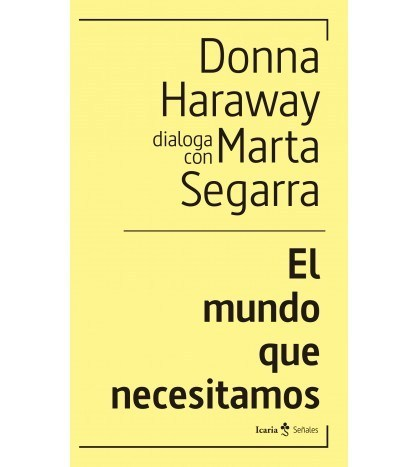 Donna
Haraway
dialoga con Marta
Segarra
El
mundo
que
necesitamos
Icaria Señales